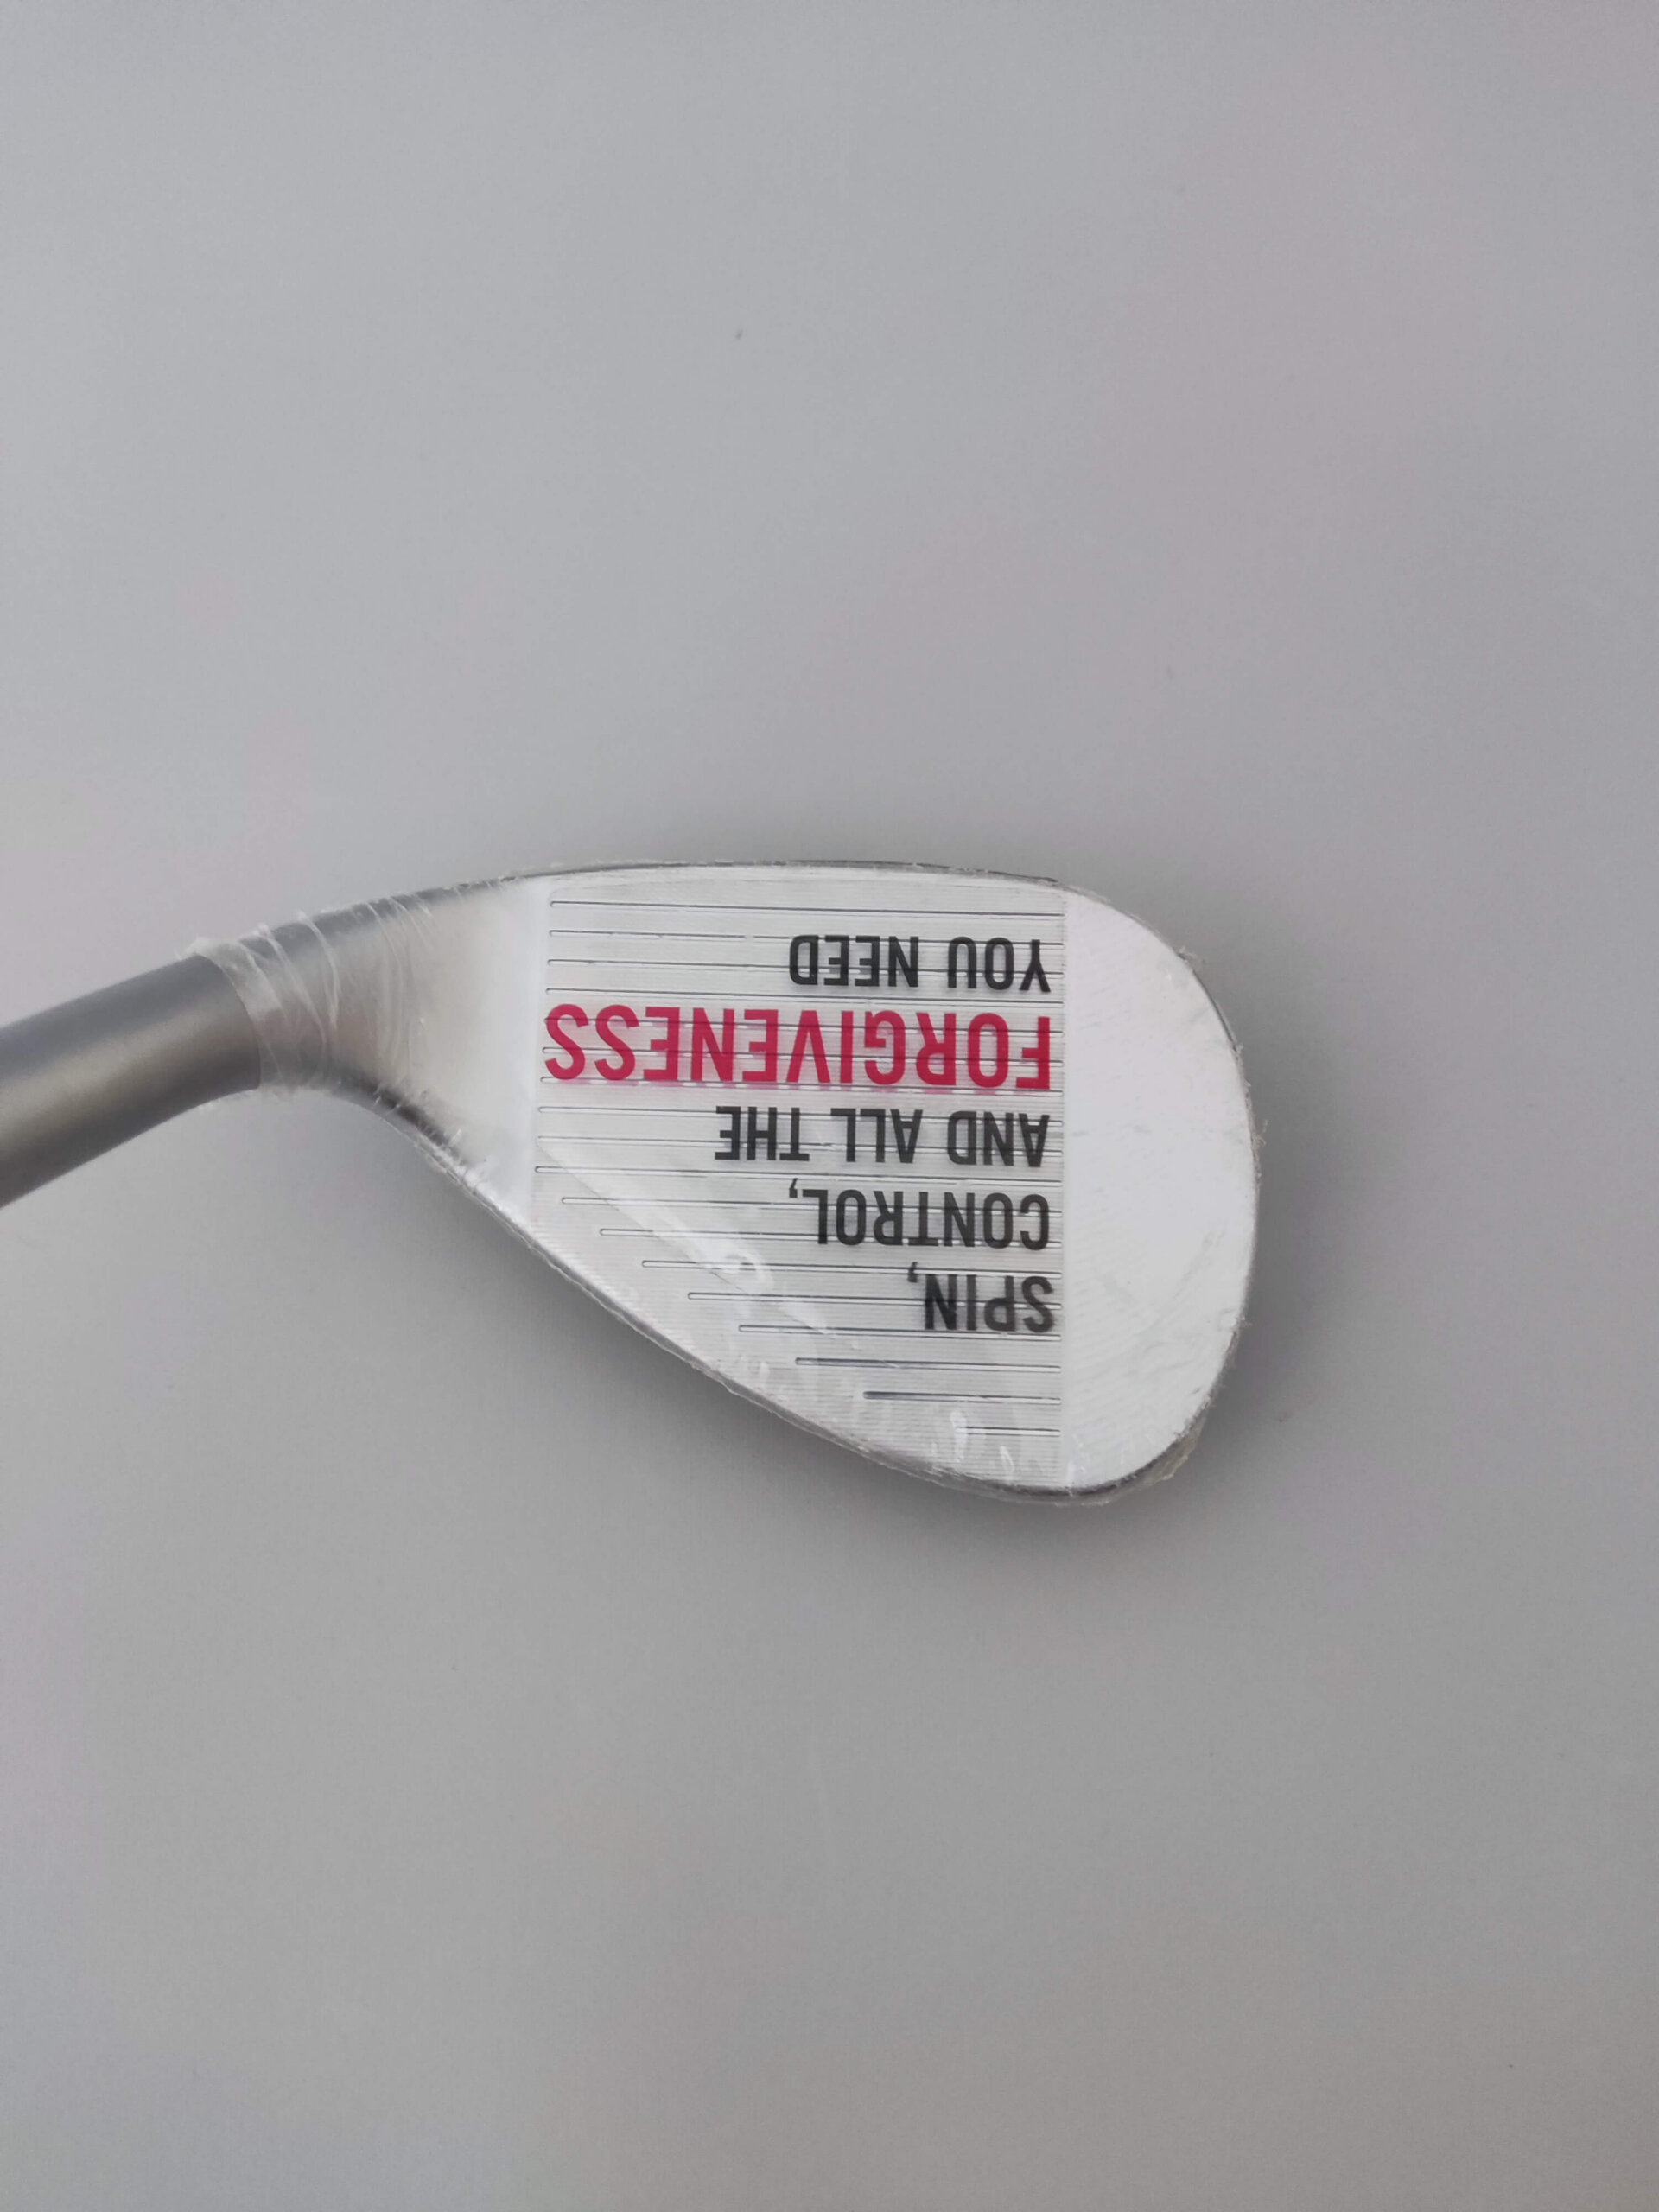 SPIN,
CONTROL,
AND ALL THE
FORGIVENESS
YOU NEED